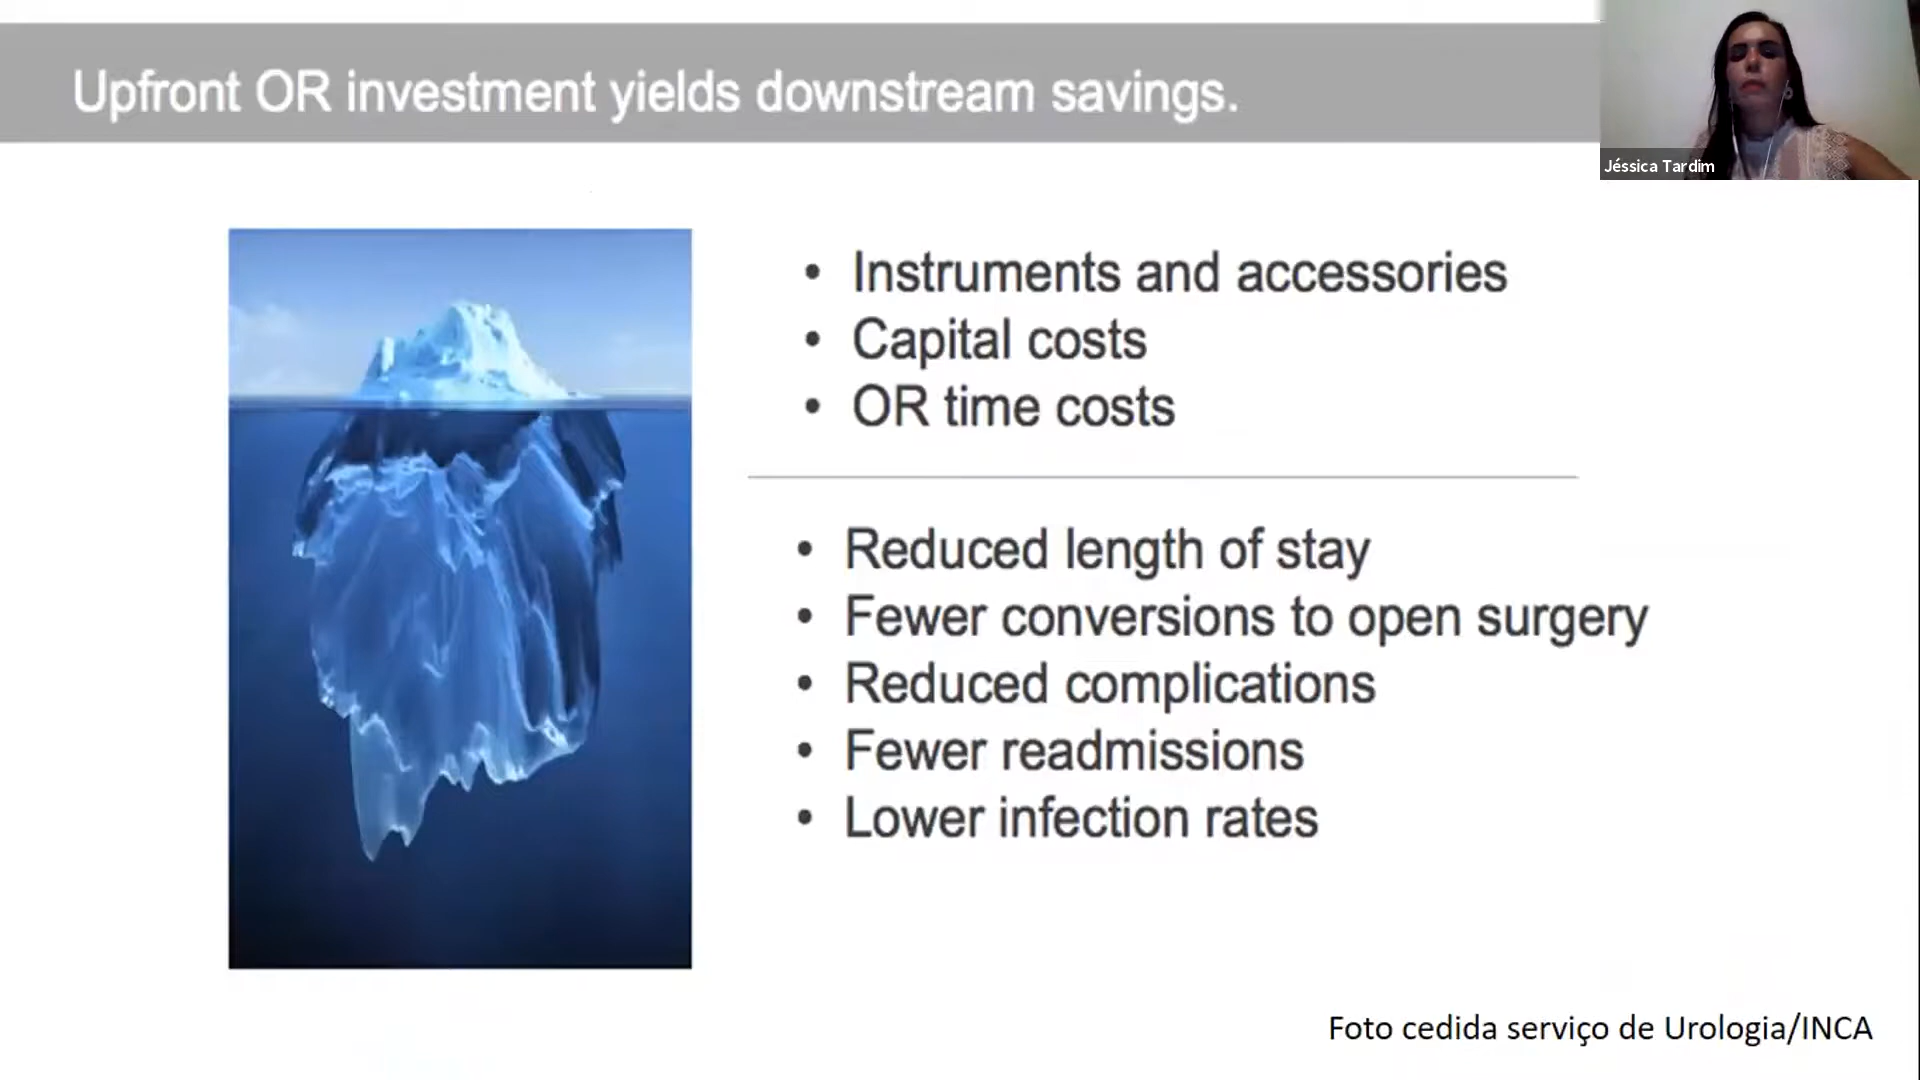 Upfront OR investment yields downstream savings.
Jéssica Tardim
• Instruments and accessories
• Capital costs
• OR time costs
• Reduced length of stay
• Fewer conversions to open surgery
• Reduced complications
• Fewer readmissions
• Lower infection rates
Foto cedida serviço de Urologia/INCA